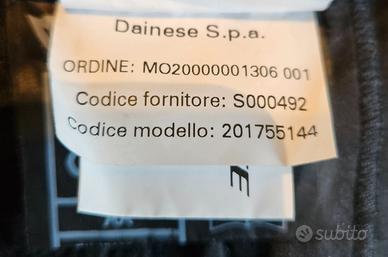 Dainese S.p.a.
ORDINE: MO20000001306 001
Codice fornitore: S000492
Codice modello: 201755144
subito